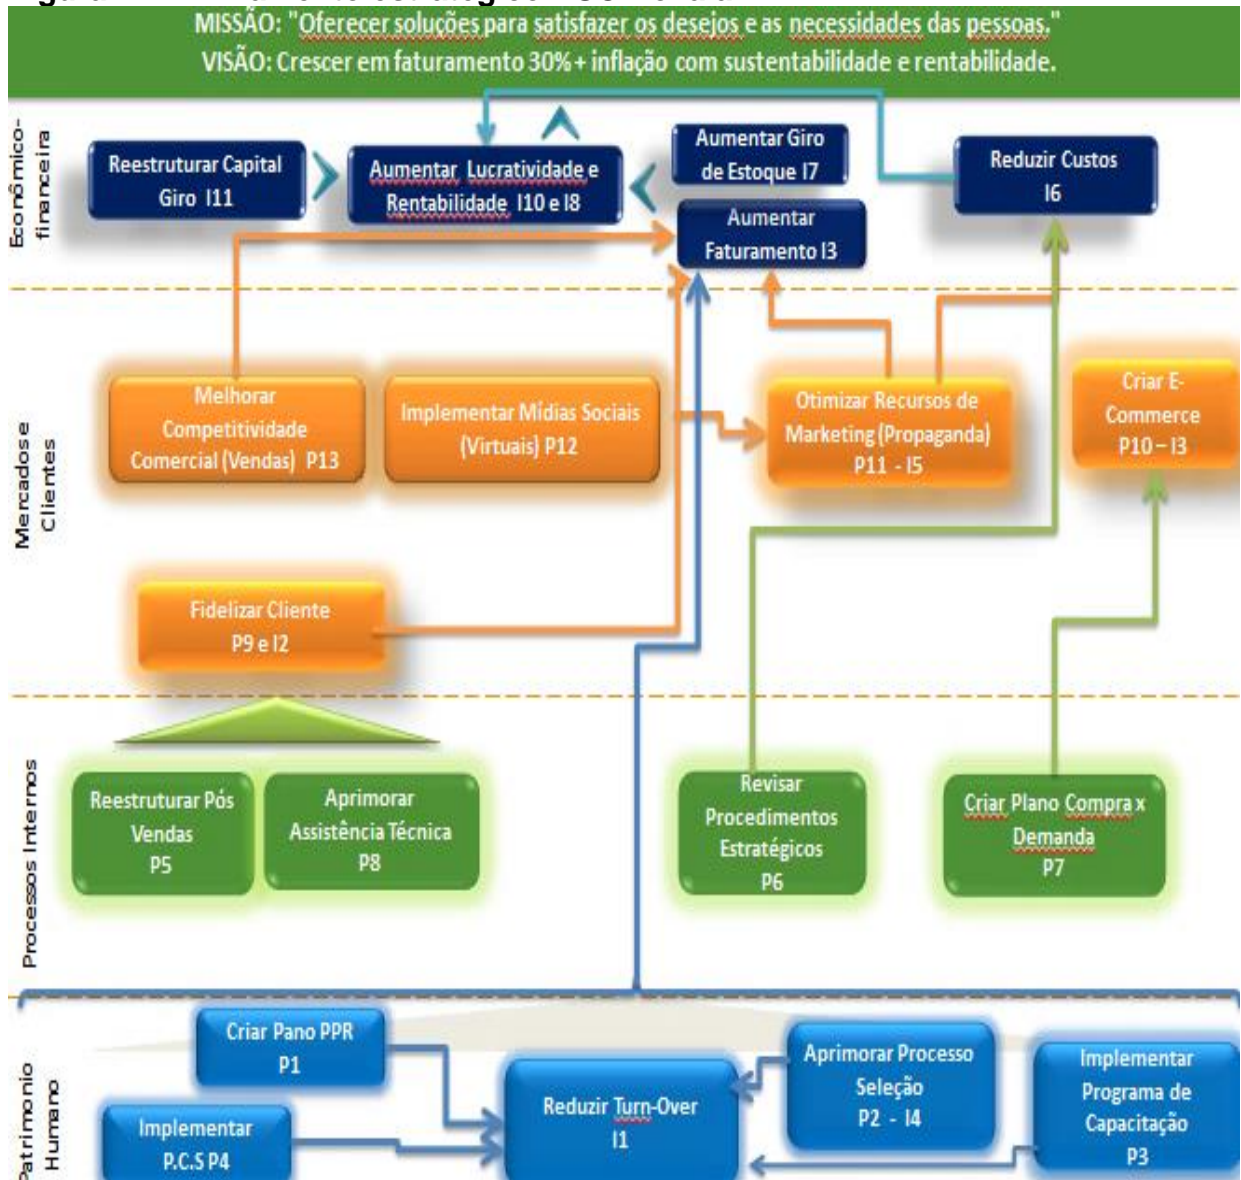 MISSÃO: "Oferecer soluções para satisfazer os desejos e as necessidades das pessoas."
VISÃO: Crescer em faturamento 30%+ inflação com sustentabilidade e rentabilidade.
Econômico-
financeira
Reestruturar Capital
Giro I11
Aumentar Lucratividade e
Rentabilidade I10 e I8
Aumentar Giro
de Estoque I7
Aumentar
Faturamento I3
Reduzir Custos
I6
Mercados e
Clientes
Melhorar
Competitividade
Comercial (Vendas) P13
Implementar Mídias Sociais
(Virtuais) P12
Otimizar Recursos de
Marketing (Propaganda)
P11 - I5
Criar E-
Commerce
P10 – I3
Fidelizar Cliente
P9 e I2
Processos Internos
Reestruturar Pós
Vendas
P5
Aprimorar
Assistência Técnica
P8
Revisar
Procedimentos
Estratégicos
P6
Criar Plano Compra x
Demanda
P7
Patrimonio
Humano
Criar Pano PPR
P1
Implementar
P.C.S P4
Reduzir Turn-Over
I1
Aprimorar Processo
Seleção
P2 - I4
Implementar
Programa de
Capacitação
P3